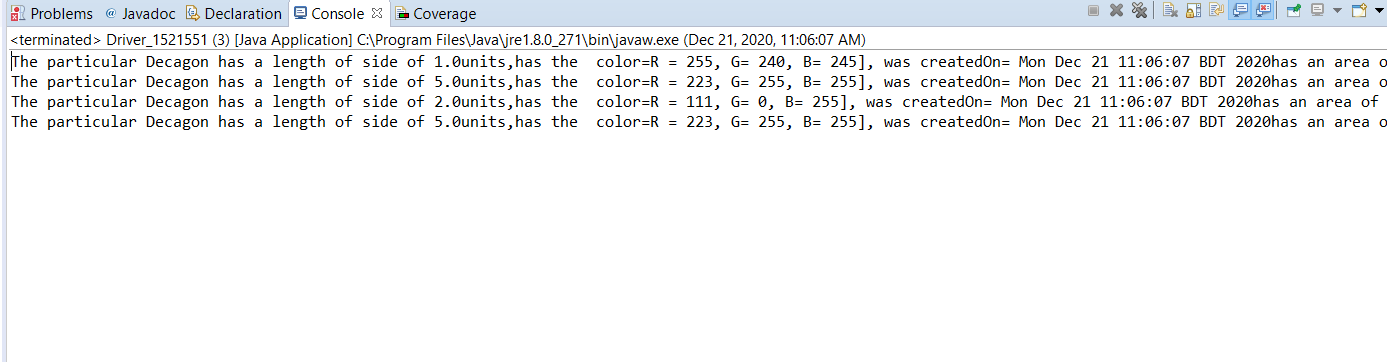 Problems @ Javadoc Declaration Console Coverage
<terminated> Driver_1521551 (3) [Java Application] C:\Program Files\Java\jre1.8.0_271\bin\javaw.exe (Dec 21, 2020, 11:06:07 AM)
The particular Decagon has a length of side of 1.0units,has the  color=R = 255, G= 240, B= 245], was createdOn= Mon Dec 21 11:06:07 BDT 2020has an area o
The particular Decagon has a length of side of 5.0units,has the  color=R = 223, G= 255, B= 255], was createdOn= Mon Dec 21 11:06:07 BDT 2020has an area o
The particular Decagon has a length of side of 2.0units,has the  color=R = 111, G= 0, B= 255], was createdOn= Mon Dec 21 11:06:07 BDT 2020has an area of
The particular Decagon has a length of side of 5.0units,has the  color=R = 223, G= 255, B= 255], was createdOn= Mon Dec 21 11:06:07 BDT 2020has an area o